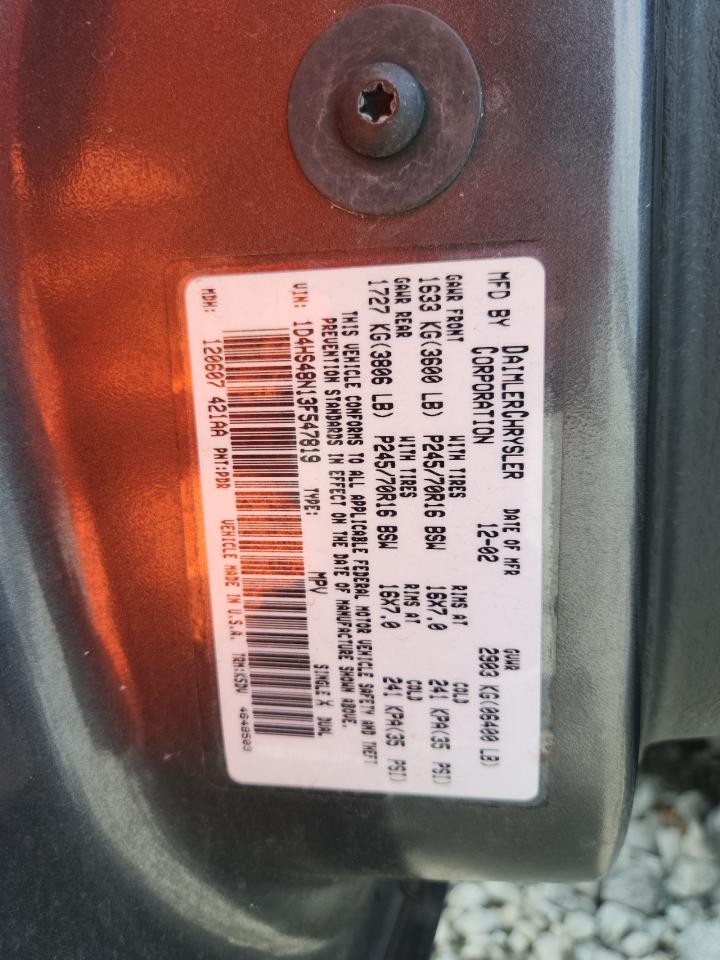 MFD BY DAIMLERCHRYSLER CORPORATION DATE OF MFR 12-02 GVWR 2903 KG(06400 LB)
GAWR FRONT WITH TIRES RIMS AT COLD
1633 KG(3600 LB) P245/70R16 BSW 16X7.0 241 KPA(35 PSI)
GAWR REAR WITH TIRES RIMS AT COLD
1727 KG(3806 LB) P245/70R16 BSW 16X7.0 241 KPA(35 PSI)
THIS VEHICLE CONFORMS TO ALL APPLICABLE FEDERAL MOTOR VEHICLE SAFETY AND THEFT
PREVENTION STANDARDS IN EFFECT ON THE DATE OF MANUFACTURE SHOWN ABOVE.
VIN: 1D4HS48N13F547819 TYPE: MPV SINGLE X DUAL
MDH: 120607 421AA PNT:PDR VEHICLE MADE IN U.S.A. TRM:K5DV 4648503